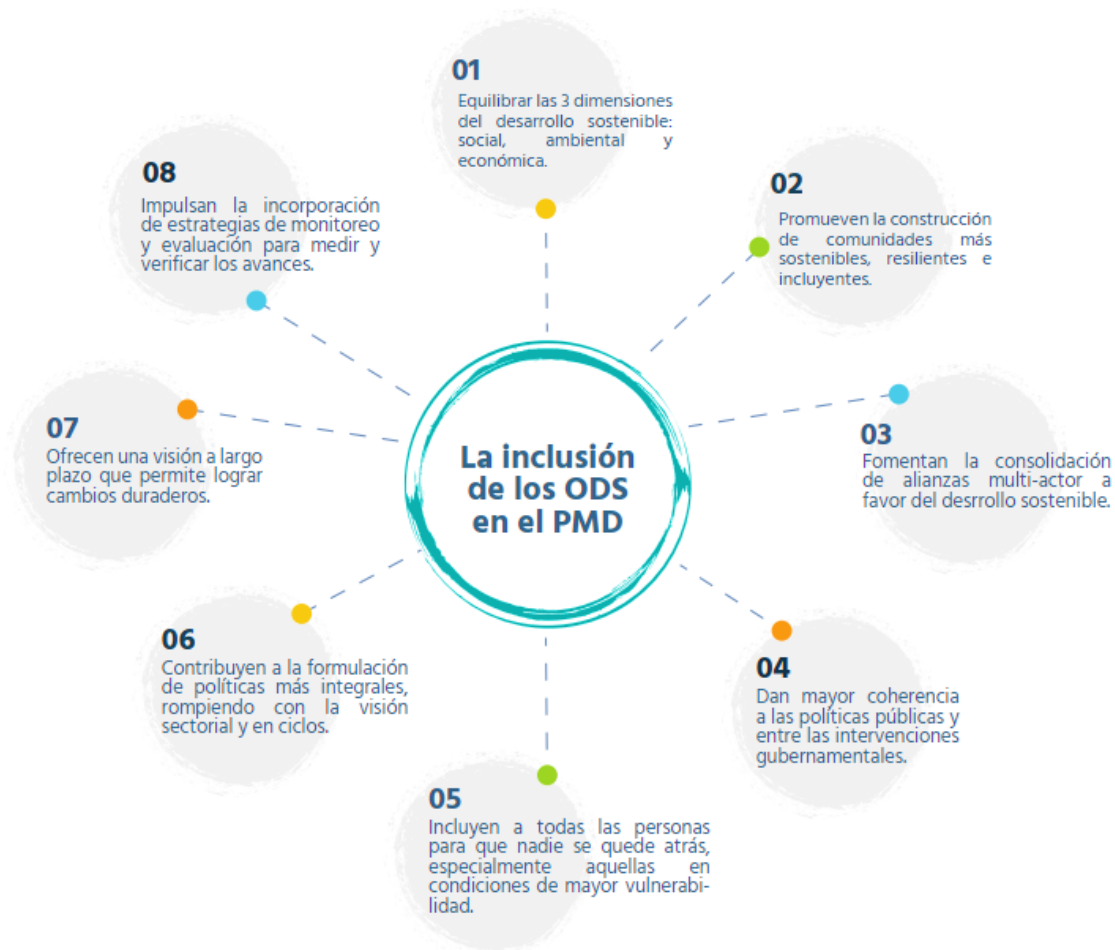 01
Equilibrar las 3 dimensiones
del desarrollo sostenible:
social, ambiental y
económica.
02
Promueven la construcción
de comunidades más
sostenibles, resilientes e
incluyentes.
03
Fomentan la consolidación
de alianzas multi-actor a
favor del desrrollo sostenible.
04
Dan mayor coherencia
a las políticas públicas y
entre las intervenciones
gubernamentales.
05
Incluyen a todas las personas
para que nadie se quede atrás,
especialmente aquellas en
condiciones de mayor vulnerabi-
lidad.
06
Contribuyen a la formulación
de políticas más integrales,
rompiendo con la visión
sectorial y en ciclos.
07
Ofrecen una visión a largo
plazo que permite lograr
cambios duraderos.
08
Impulsan la incorporación
de estrategias de monitoreo
y evaluación para medir y
verificar los avances.
La inclusión
de los ODS
en el PMD